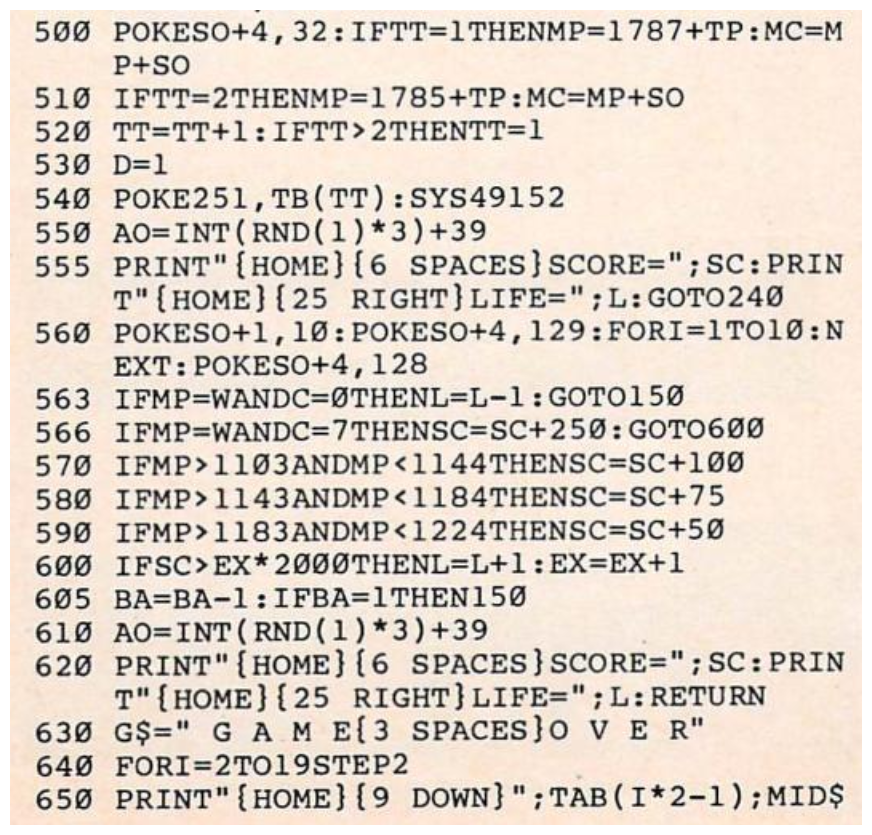 500 POKESO+4,32:IFTT=1THENMP=1787+TP:MC=M
P+SO
510 IFTT=2THENMP=1785+TP:MC=MP+SO
520 TT=TT+1:IFTT>2THENTT=1
530 D=1
540 POKE251,TB(TT):SYS49152
550 AO=INT(RND(1)*3)+39
555 PRINT"{HOME}{6 SPACES}SCORE=";SC:PRIN
T"{HOME}{25 RIGHT}LIFE=";L:GOTO240
560 POKESO+1,10:POKESO+4,129:FORI=1TO10:N
EXT:POKESO+4,128
563 IFMP=WANDC=0THENL=L-1:GOTO150
566 IFMP=WANDC=7THENSC=SC+250:GOTO600
570 IFMP>1103ANDMP<1144THENSC=SC+100
580 IFMP>1143ANDMP<1184THENSC=SC+75
590 IFMP>1183ANDMP<1224THENSC=SC+50
600 IFSC>EX*2000THENL=L+1:EX=EX+1
605 BA=BA-1:IFBA=1THEN150
610 AO=INT(RND(1)*3)+39
620 PRINT"{HOME}{6 SPACES}SCORE=";SC:PRIN
T"{HOME}{25 RIGHT}LIFE=";L:RETURN
630 G$=" G A M E{3 SPACES}O V E R"
640 FORI=2TO19STEP2
650 PRINT"{HOME}{9 DOWN}";TAB(I*2-1);MID$